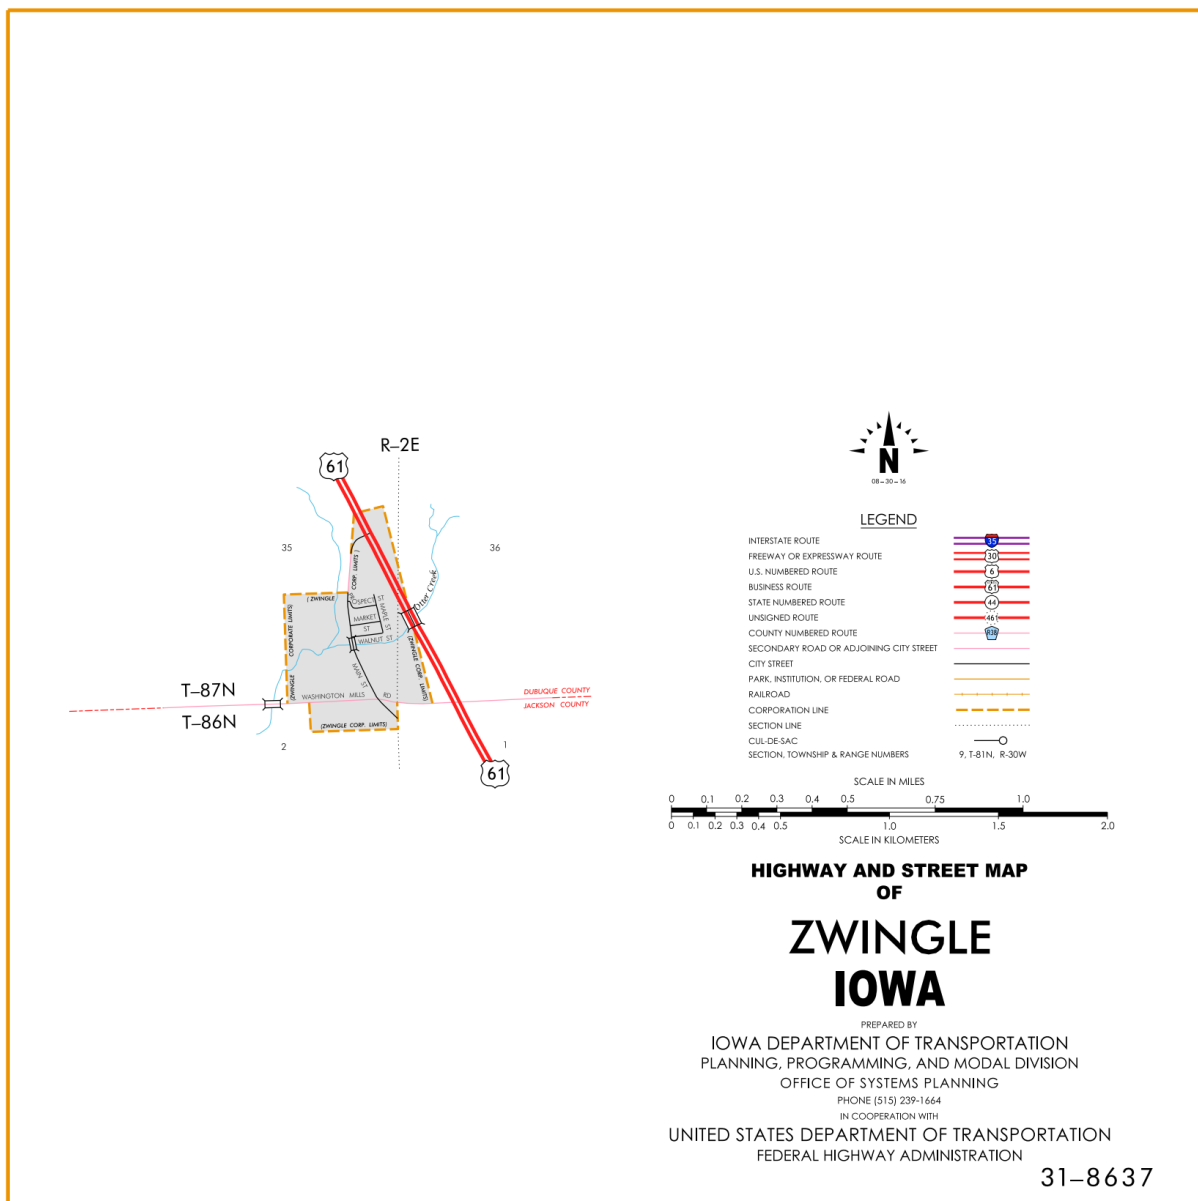 R–2E
61
35
36
( ZWINGLE
CORP. LIMITS )
OSPECT ST
MAPLE ST
MARKET
ST
WALNUT ST
MAIN ST
Otter Creek
(ZWINGLE CORP. LIMITS)
(ZWINGLE CORPORATE LIMITS)
WASHINGTON MILLS RD
T–87N
T–86N
DUBUQUE COUNTY
JACKSON COUNTY
(ZWINGLE CORP. LIMITS)
2
1
61
N
08–30–16
LEGEND
INTERSTATE ROUTE 35
FREEWAY OR EXPRESSWAY ROUTE 30
U.S. NUMBERED ROUTE 6
BUSINESS ROUTE 61
STATE NUMBERED ROUTE 44
UNSIGNED ROUTE 461
COUNTY NUMBERED ROUTE
SECONDARY ROAD OR ADJOINING CITY STREET
CITY STREET
PARK, INSTITUTION, OR FEDERAL ROAD
RAILROAD
CORPORATION LINE
SECTION LINE
CUL-DE-SAC
SECTION, TOWNSHIP & RANGE NUMBERS 9, T-81N, R-30W
SCALE IN MILES
0 0.1 0.2 0.3 0.4 0.5 0.75 1.0
0 0.1 0.2 0.3 0.4 0.5 1.0 1.5 2.0
SCALE IN KILOMETERS
HIGHWAY AND STREET MAP
OF
ZWINGLE
IOWA
PREPARED BY
IOWA DEPARTMENT OF TRANSPORTATION
PLANNING, PROGRAMMING, AND MODAL DIVISION
OFFICE OF SYSTEMS PLANNING
PHONE (515) 239-1664
IN COOPERATION WITH
UNITED STATES DEPARTMENT OF TRANSPORTATION
FEDERAL HIGHWAY ADMINISTRATION
31–8637